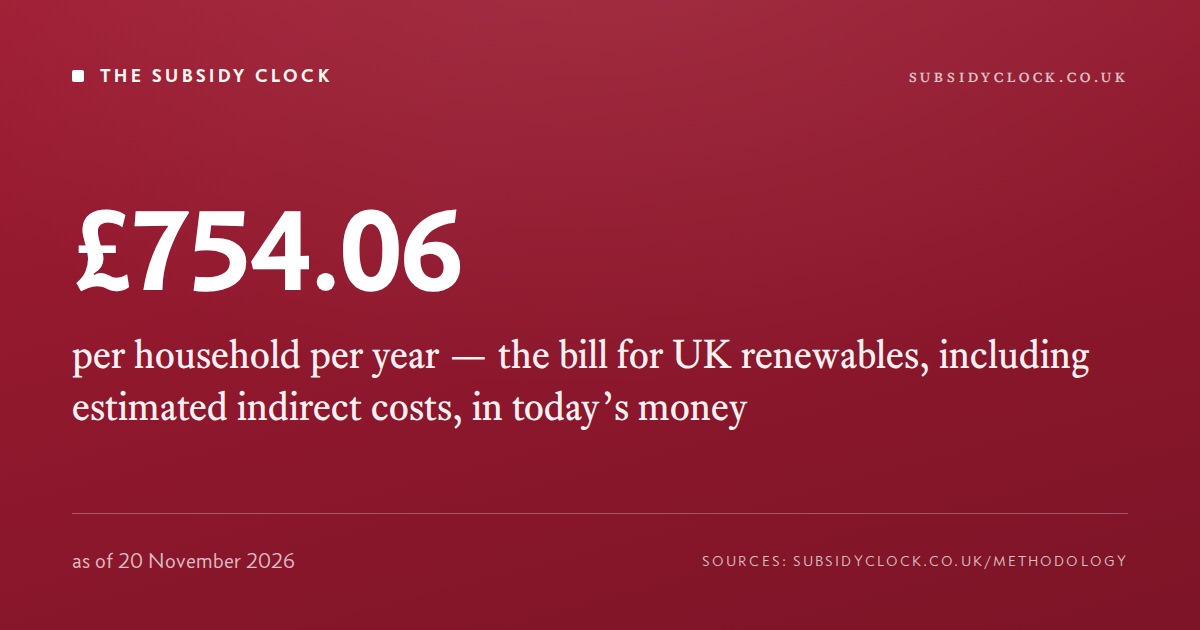 THE SUBSIDY CLOCK
SUBSIDYCLOCK.CO.UK
£754.06
per household per year — the bill for UK renewables, including
estimated indirect costs, in today’s money
as of 20 November 2026
SOURCES: SUBSIDYCLOCK.CO.UK/METHODOLOGY